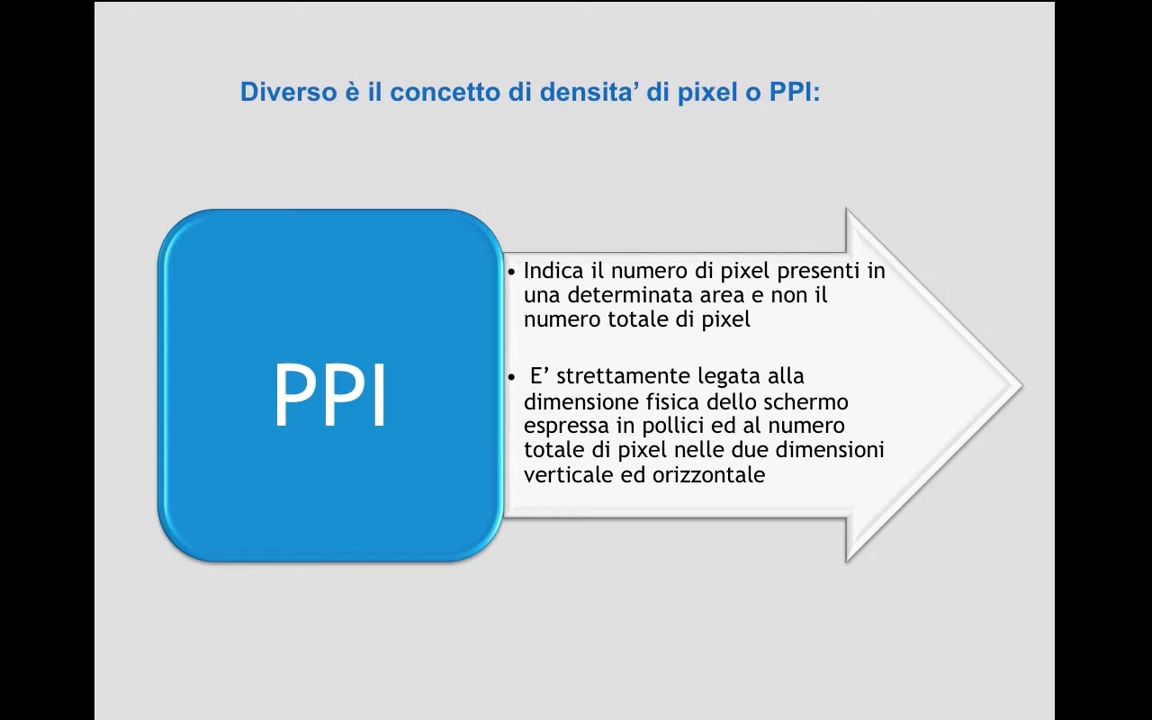 Diverso è il concetto di densita’ di pixel o PPI:
PPI
• Indica il numero di pixel presenti in
una determinata area e non il
numero totale di pixel
• E’ strettamente legata alla
dimensione fisica dello schermo
espressa in pollici ed al numero
totale di pixel nelle due dimensioni
verticale ed orizzontale